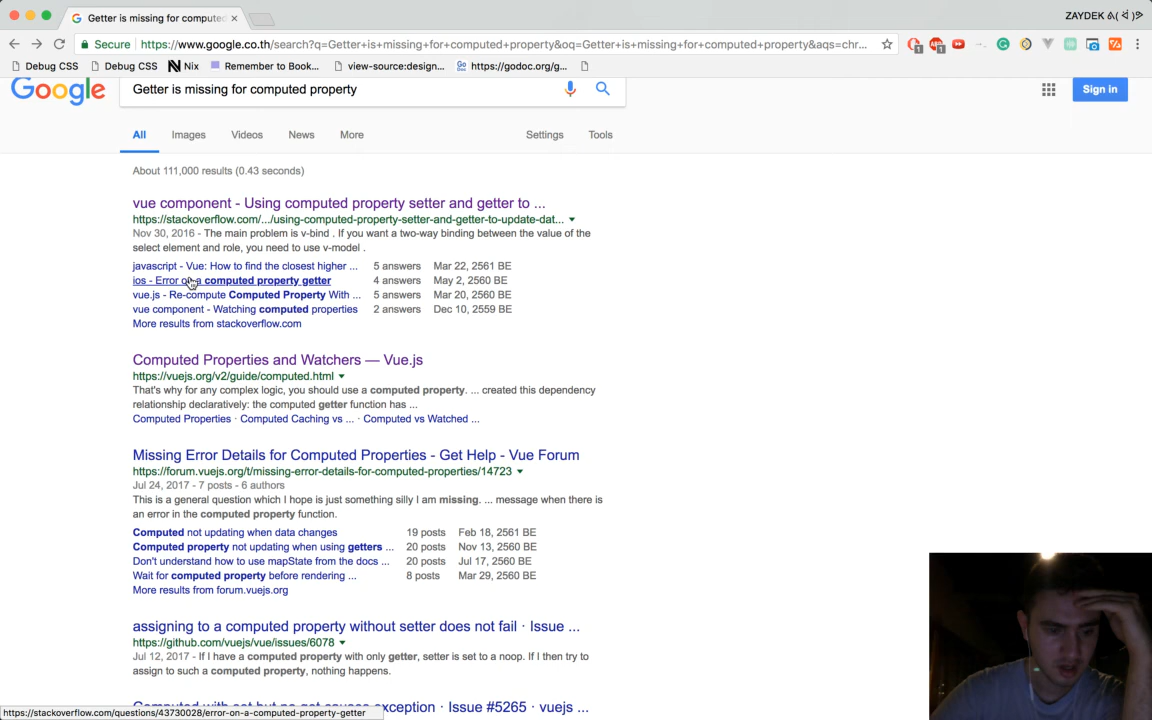 Getter is missing for computed
ZAYDEK
Secure
https://www.google.co.th/search?q=Getter+is+missing+for+computed+property&oq=Getter+is+missing+for+computed+property&aqs=chr...
Debug CSS
Debug CSS
Nix
Remember to Book...
view-source:design...
https://godoc.org/g...
Google
Getter is missing for computed property
Sign in
All
Images
Videos
News
More
Settings
Tools
About 111,000 results (0.43 seconds)
vue component - Using computed property setter and getter to ...
https://stackoverflow.com/.../using-computed-property-setter-and-getter-to-update-dat...
Nov 30, 2016 - The main problem is v-bind . If you want a two-way binding between the value of the
select element and role, you need to use v-model .
javascript - Vue: How to find the closest higher ... 5 answers Mar 22, 2561 BE
ios - Error on a computed property getter 4 answers May 2, 2560 BE
vue.js - Re-compute Computed Property With ... 5 answers Mar 20, 2560 BE
vue component - Watching computed properties 2 answers Dec 10, 2559 BE
More results from stackoverflow.com
Computed Properties and Watchers — Vue.js
https://vuejs.org/v2/guide/computed.html
That's why for any complex logic, you should use a computed property. ... created this dependency
relationship declaratively: the computed getter function has ...
Computed Properties · Computed Caching vs ... · Computed vs Watched ...
Missing Error Details for Computed Properties - Get Help - Vue Forum
https://forum.vuejs.org/t/missing-error-details-for-computed-properties/14723
Jul 24, 2017 - 7 posts - 6 authors
This is a general question which I hope is just something silly I am missing. ... message when there is
an error in the computed property function.
Computed not updating when data changes 19 posts Feb 18, 2561 BE
Computed property not updating when using getters ... 20 posts Nov 13, 2560 BE
Don't understand how to use mapState from the docs ... 20 posts Jul 17, 2560 BE
Wait for computed property before rendering ... 8 posts Mar 29, 2560 BE
More results from forum.vuejs.org
assigning to a computed property without setter does not fail · Issue ...
https://github.com/vuejs/vue/issues/6078
Jul 12, 2017 - If I have a computed property with only getter, setter is set to a noop. If I then try to
assign to such a computed property, nothing happens.
Computed with set but no get causes exception · Issue #5265 · vuejs ...
https://stackoverflow.com/questions/43730028/error-on-a-computed-property-getter